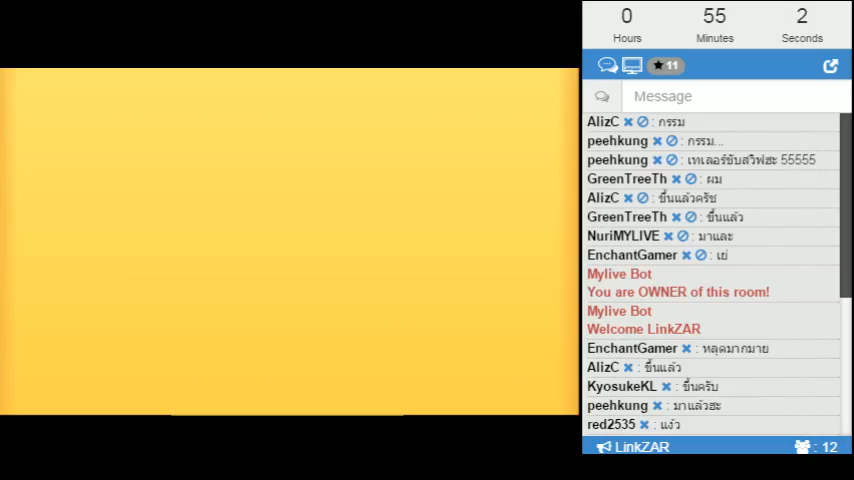 0 55 2
Hours Minutes Seconds
11
Message
AlizC : กรรม
peehkung : กรรม...
peehkung : เทเลอร์ขับสวิฟฮะ 55555
GreenTreeTh : ผม
AlizC : ขึ้นแล้วครัช
GreenTreeTh : ขึ้นแล้ว
NuriMYLIVE : มาและ
EnchantGamer : เย่
Mylive Bot
You are OWNER of this room!
Mylive Bot
Welcome LinkZAR
EnchantGamer : หลุดมากมาย
AlizC : ขึ้นแล้ว
KyosukeKL : ขึ้นครับ
peehkung : มาแล้วฮะ
red2535 : แง้ว
LinkZAR : 12